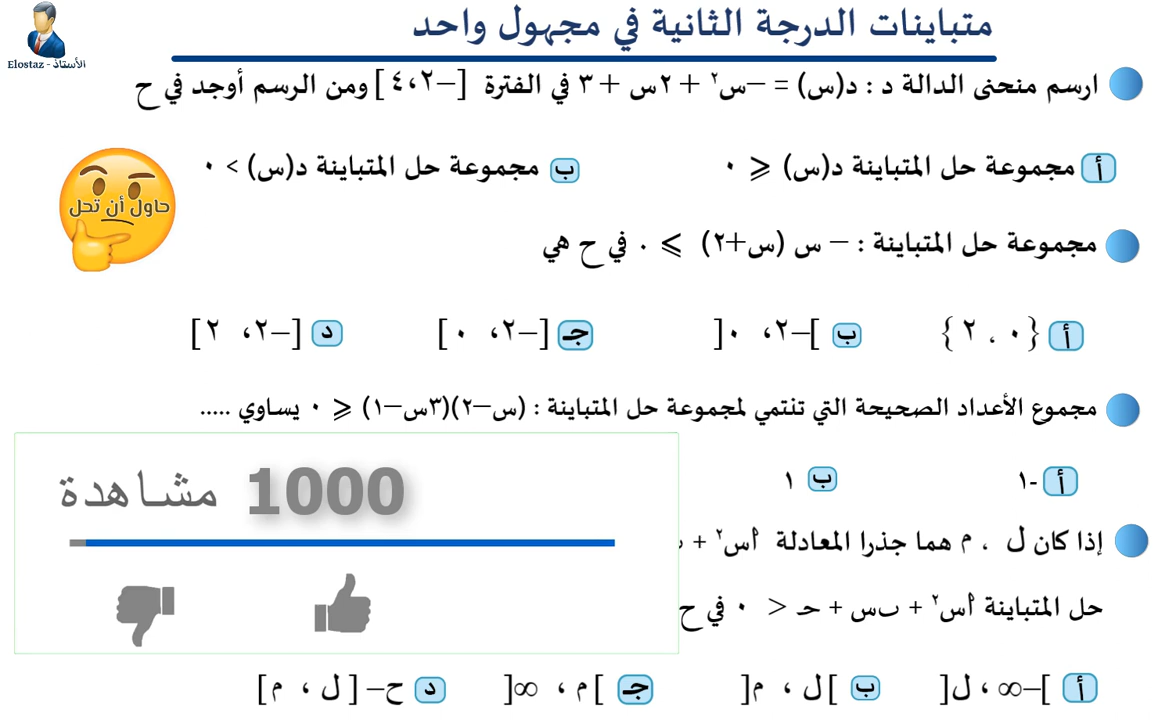 متباينات الدرجة الثانية في مجهول واحد
Elostaz - الأستاذ
ارسم منحنى الدالة د : د(س) = –س٢ + ٢س + ٣ في الفترة [–٢، ٤] ومن الرسم أوجد في ح
أ مجموعة حل المتباينة د(س) ⩽ ٠ ب مجموعة حل المتباينة د(س) > ٠
حاول أن تحل
مجموعة حل المتباينة : – س (س+٢) ⩾ ٠ في ح هي
أ {٠ ، ٢} ب ]–٢، ٠[ جـ [–٢، ٠] د [–٢، ٢]
مجموع الأعداد الصحيحة التي تنتمي لمجموعة حل المتباينة : (س–٢)(٣س–١) ⩽ ٠ يساوي .....
أ -١ ب ١
1000 مشاهدة
إذا كان ل ، م هما جذرا المعادلة أس٢ +
حل المتباينة أس٢ + ب س + حـ < ٠ في ح
أ ]–∞ ، ل[ ب ]ل ، م[ جـ ]م ، ∞[ د ح– [ل ، م]